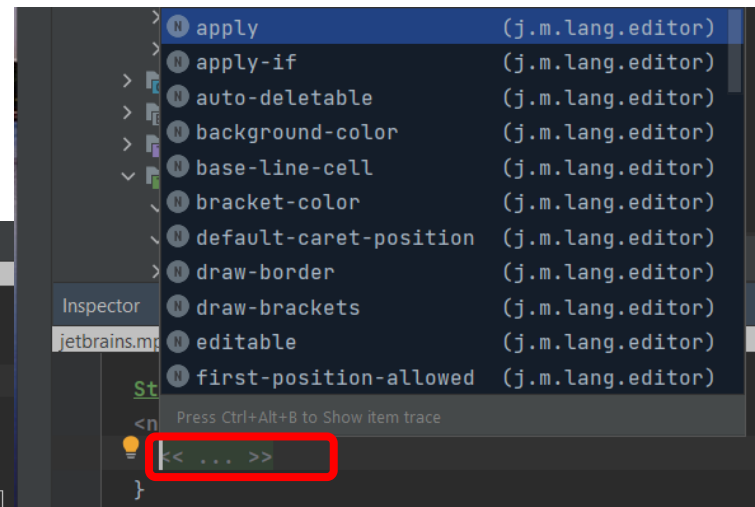 apply (j.m.lang.editor)
apply-if (j.m.lang.editor)
auto-deletable (j.m.lang.editor)
background-color (j.m.lang.editor)
base-line-cell (j.m.lang.editor)
bracket-color (j.m.lang.editor)
default-caret-position (j.m.lang.editor)
draw-border (j.m.lang.editor)
Inspector
draw-brackets (j.m.lang.editor)
jetbrains.mp
editable (j.m.lang.editor)
first-position-allowed (j.m.lang.editor)
St
Press Ctrl+Alt+B to Show item trace
<n
<< ... >>
}